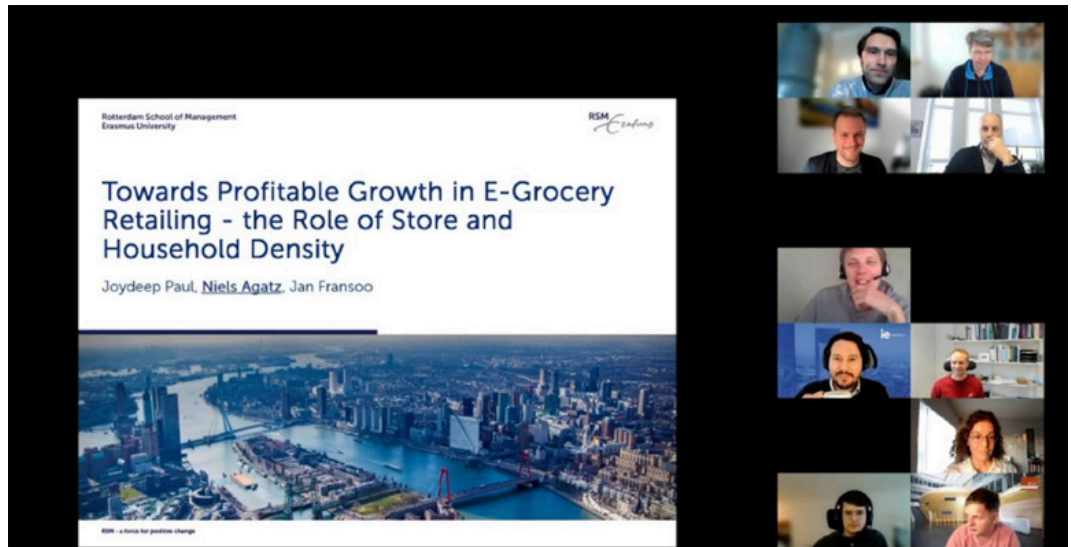 Rotterdam School of Management
Erasmus University
RSM
Erasmus
Towards Profitable Growth in E-Grocery
Retailing - the Role of Store and
Household Density
Joydeep Paul, Niels Agatz, Jan Fransoo
RSM - a force for positive change
ie